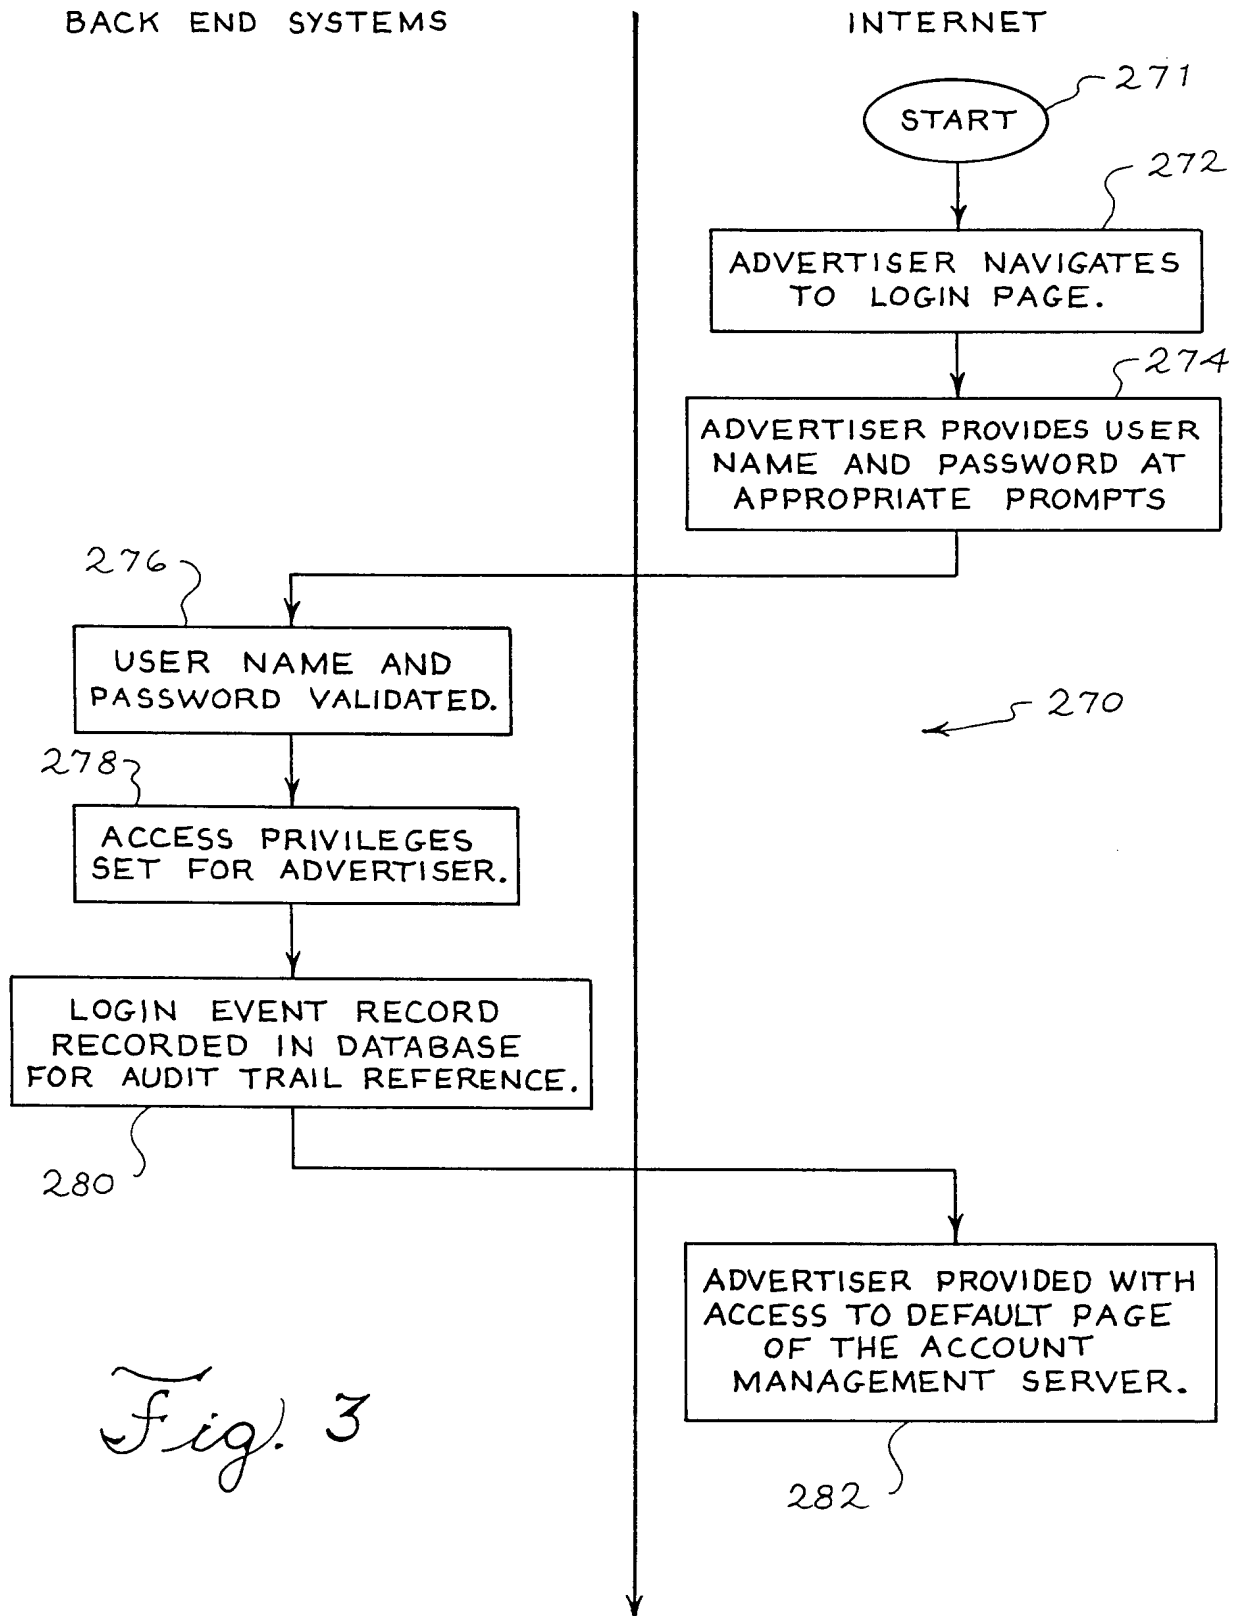 BACK END SYSTEMS
INTERNET
271
START
272
ADVERTISER NAVIGATES
TO LOGIN PAGE.
274
ADVERTISER PROVIDES USER
NAME AND PASSWORD AT
APPROPRIATE PROMPTS
276
USER NAME AND
PASSWORD VALIDATED.
270
278
ACCESS PRIVILEGES
SET FOR ADVERTISER.
LOGIN EVENT RECORD
RECORDED IN DATABASE
FOR AUDIT TRAIL REFERENCE.
280
ADVERTISER PROVIDED WITH
ACCESS TO DEFAULT PAGE
OF THE ACCOUNT
MANAGEMENT SERVER.
282
Fig. 3